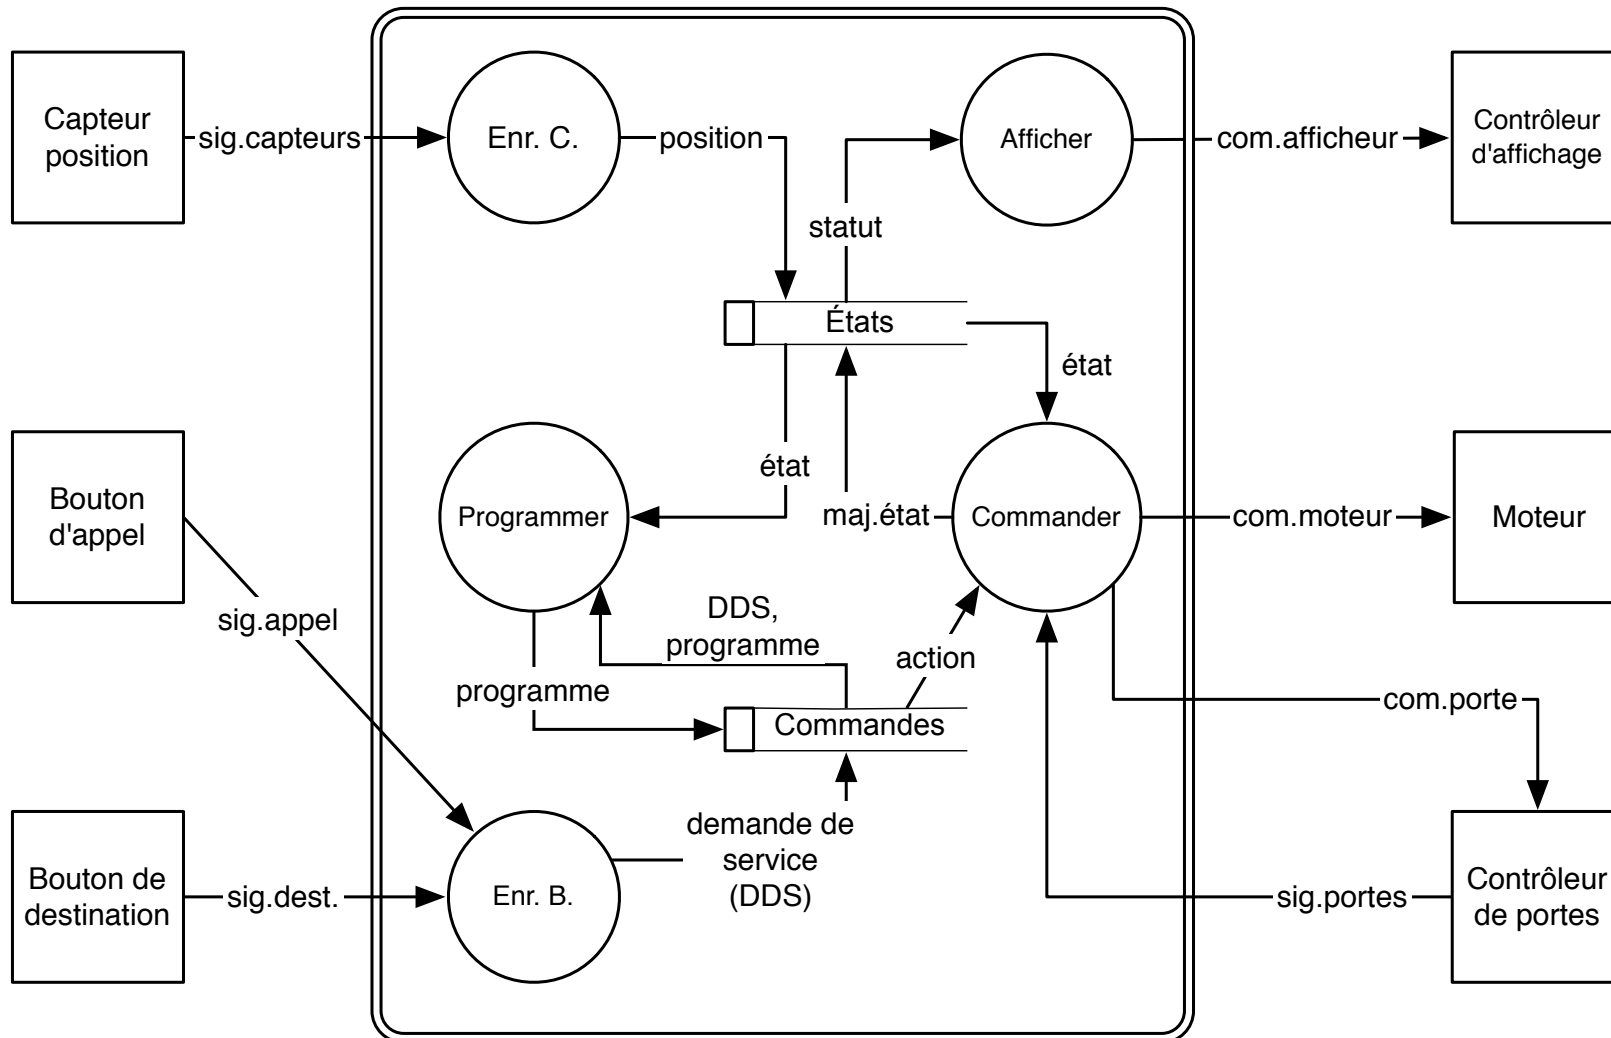 Capteur
position
sig.capteurs
Enr. C.
position
Afficher
com.afficheur
Contrôleur
d'affichage
statut
États
état
état
Bouton
d'appel
Programmer
maj.état
Commander
com.moteur
Moteur
sig.appel
DDS,
programme
action
programme
Commandes
com.porte
demande de
service
(DDS)
Bouton de
destination
sig.dest.
Enr. B.
sig.portes
Contrôleur
de portes